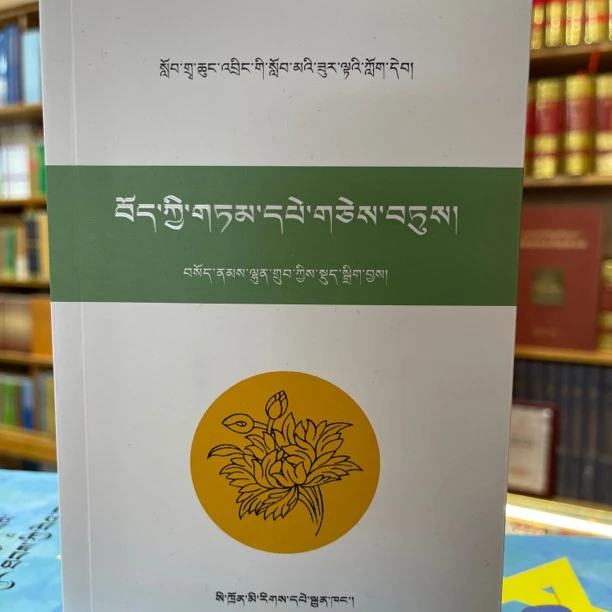 སློབ་གྲྭ་ཆུང་འབྲིང་གི་སློབ་མའི་ཟུར་ལྟའི་ཀློག་དེབ།
བོད་ཀྱི་གཏམ་དཔེ་གཅེས་བཏུས།
བསོད་ནམས་ལྷུན་གྲུབ་ཀྱིས་སྡུད་སྒྲིག་བྱས།
སི་ཁྲོན་མི་རིགས་དཔེ་སྐྲུན་ཁང་།